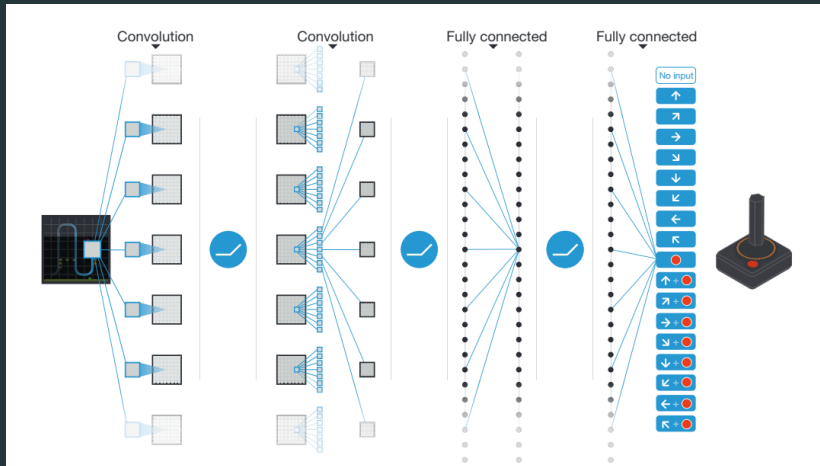 Convolution
Convolution
Fully connected
Fully connected
No input
+
+
+
+
+
+
+
+